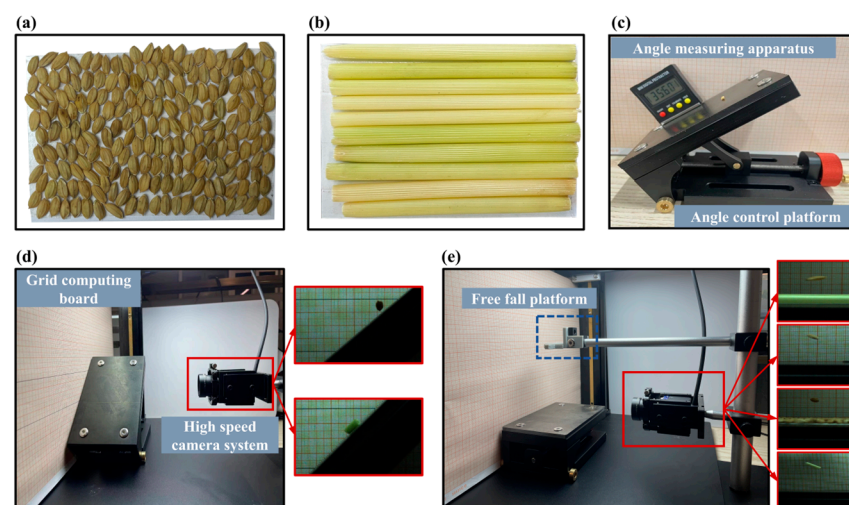 (a)
(b)
(c)
Angle measuring apparatus
Angle control platform
(d)
Grid computing
board
High speed
camera system
(e)
Free fall platform